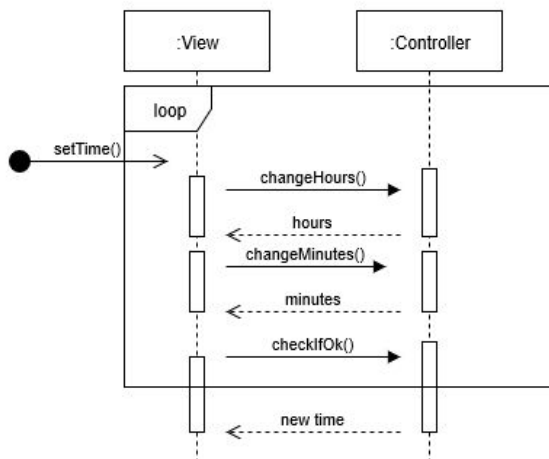 :View
:Controller
loop
setTime()
changeHours()
hours
changeMinutes()
minutes
checkIfOk()
new time